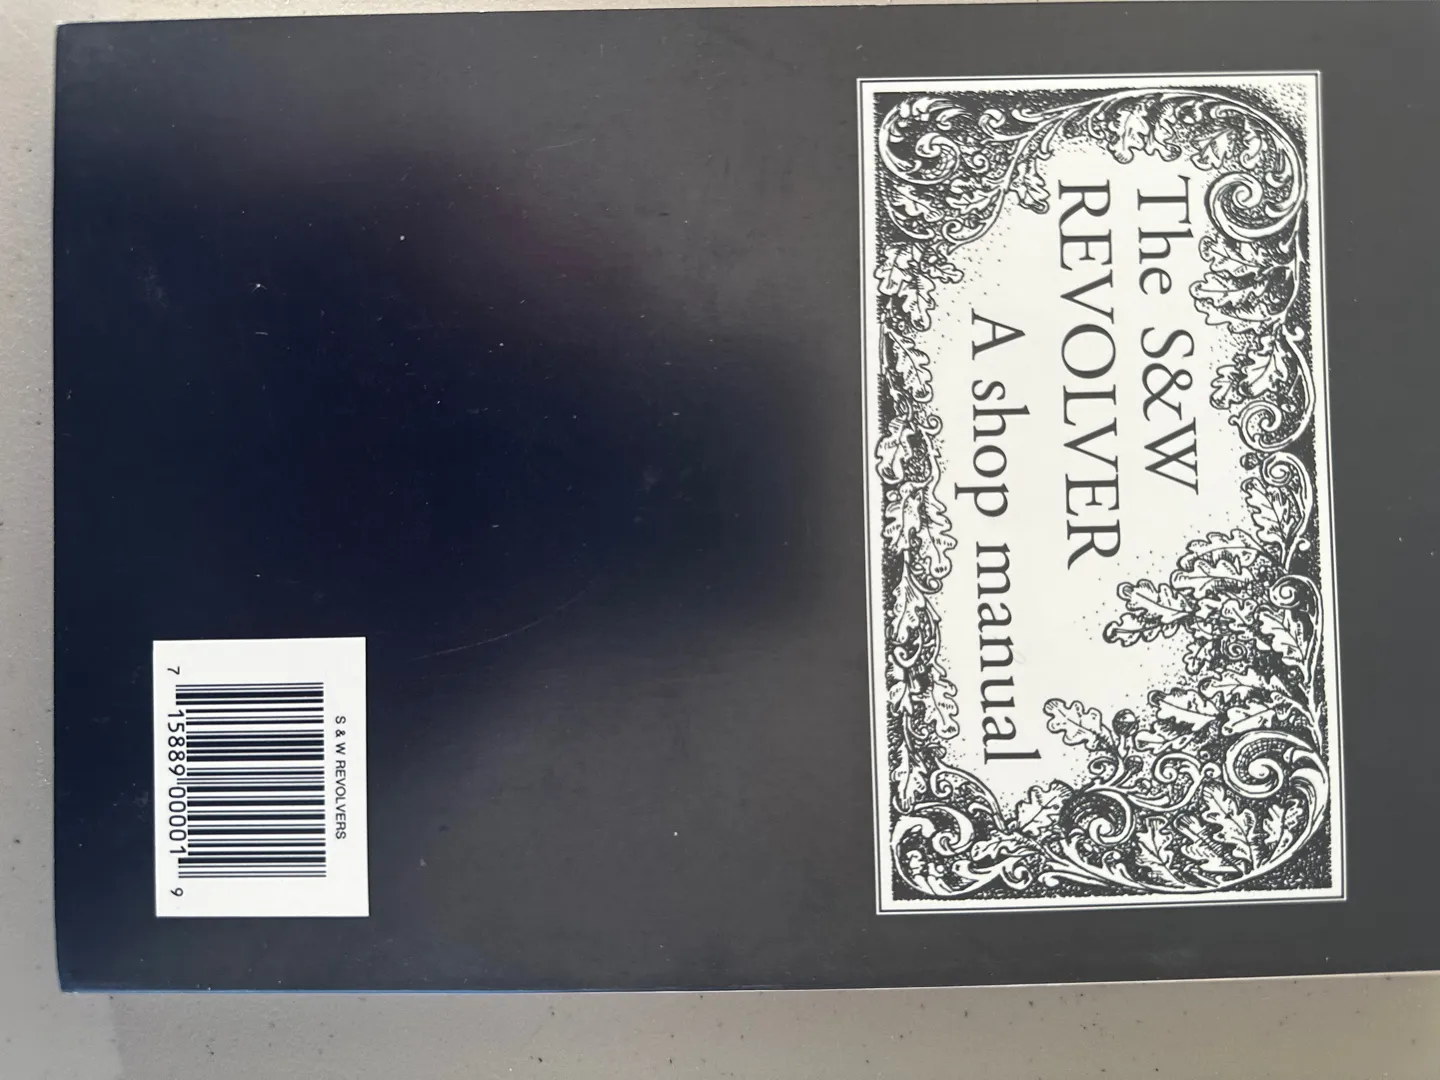 The S&W
REVOLVER
A shop manual
S & W REVOLVERS
7 15889 00001 9